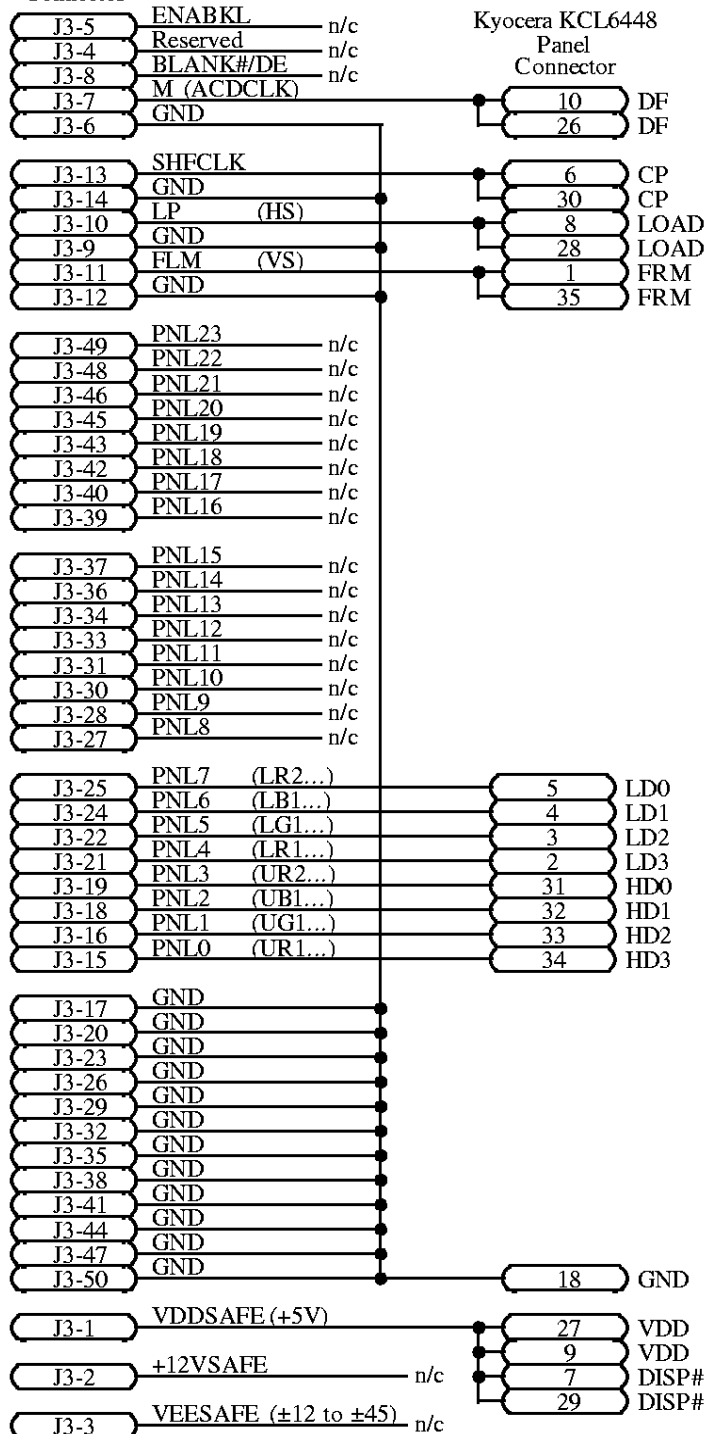 Kyocera KCL6448
Panel
Connector
J3-5 ENABKL n/c
J3-4 Reserved n/c
J3-8 BLANK#/DE n/c
J3-7 M (ACDCLK) 10 DF
J3-6 GND 26 DF
J3-13 SHFCLK 6 CP
J3-14 GND 30 CP
J3-10 LP (HS) 8 LOAD
J3-9 GND 28 LOAD
J3-11 FLM (VS) 1 FRM
J3-12 GND 35 FRM
J3-49 PNL23 n/c
J3-48 PNL22 n/c
J3-46 PNL21 n/c
J3-45 PNL20 n/c
J3-43 PNL19 n/c
J3-42 PNL18 n/c
J3-40 PNL17 n/c
J3-39 PNL16 n/c
J3-37 PNL15 n/c
J3-36 PNL14 n/c
J3-34 PNL13 n/c
J3-33 PNL12 n/c
J3-31 PNL11 n/c
J3-30 PNL10 n/c
J3-28 PNL9 n/c
J3-27 PNL8 n/c
J3-25 PNL7 (LR2...) 5 LD0
J3-24 PNL6 (LB1...) 4 LD1
J3-22 PNL5 (LG1...) 3 LD2
J3-21 PNL4 (LR1...) 2 LD3
J3-19 PNL3 (UR2...) 31 HD0
J3-18 PNL2 (UB1...) 32 HD1
J3-16 PNL1 (UG1...) 33 HD2
J3-15 PNL0 (UR1...) 34 HD3
J3-17 GND
J3-20 GND
J3-23 GND
J3-26 GND
J3-29 GND
J3-32 GND
J3-35 GND
J3-38 GND
J3-41 GND
J3-44 GND
J3-47 GND
J3-50 GND 18 GND
J3-1 VDDSAFE (+5V) 27 VDD
9 VDD
J3-2 +12VSAFE n/c 7 DISP#
29 DISP#
J3-3 VEESAFE (±12 to ±45) n/c